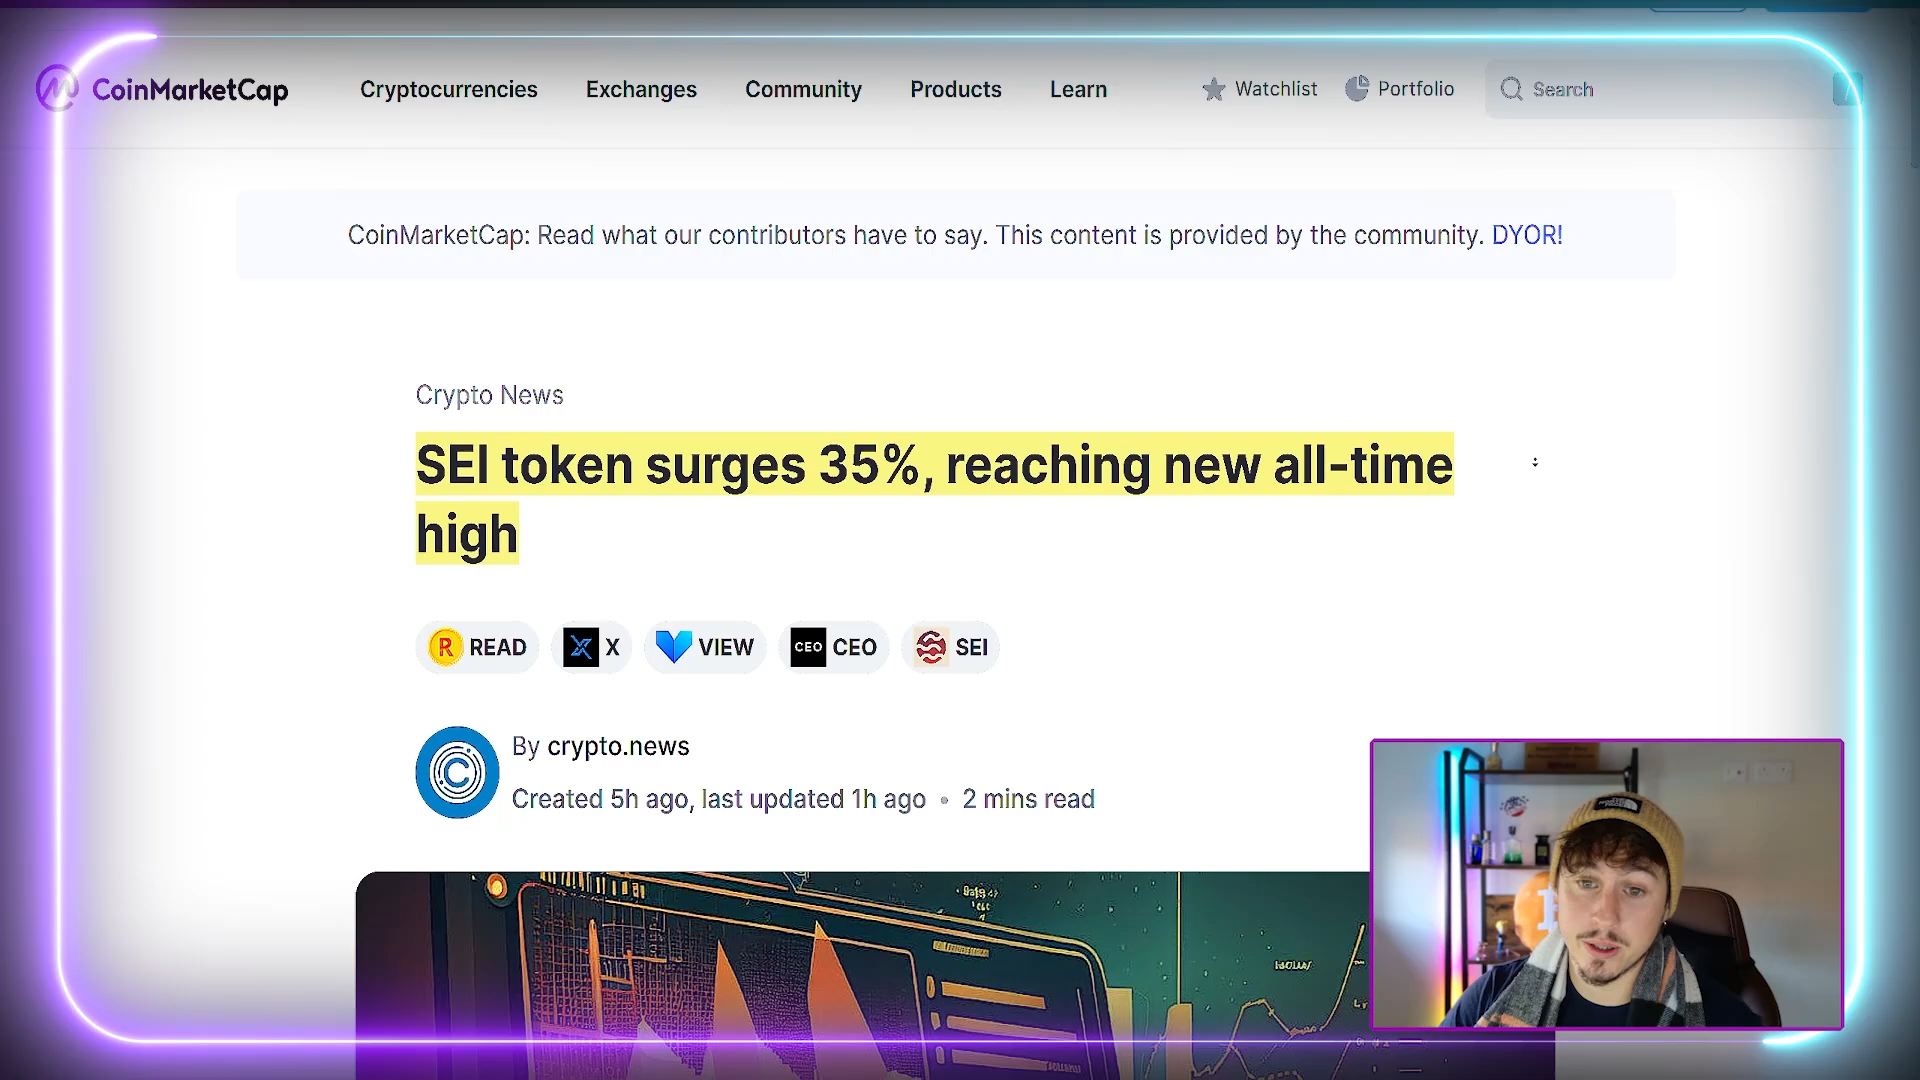 CoinMarketCap Cryptocurrencies Exchanges Community Products Learn Watchlist Portfolio Search
CoinMarketCap: Read what our contributors have to say. This content is provided by the community. DYOR!
Crypto News
SEI token surges 35%, reaching new all-time
high
R READ X CEO VIEW CEO SEI
By crypto.news
Created 5h ago, last updated 1h ago • 2 mins read